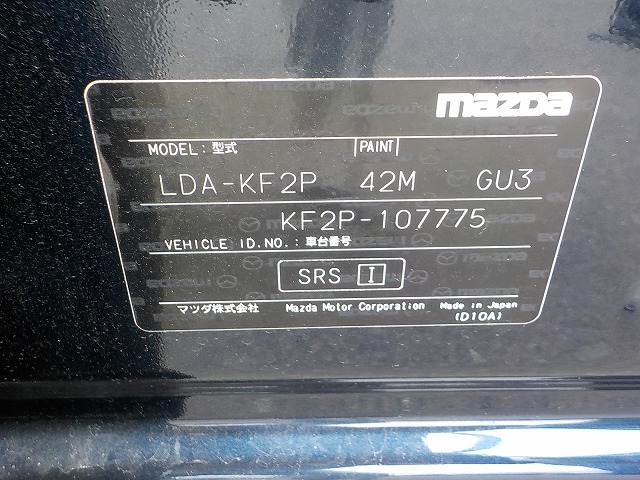 mazda
MODEL: 型式 PAINT
LDA-KF2P 42M GU3
KF2P-107775
VEHICLE ID.NO.: 車台番号
SRS I
マツダ株式会社 Mazda Motor Corporation Made in Japan
(D10A)